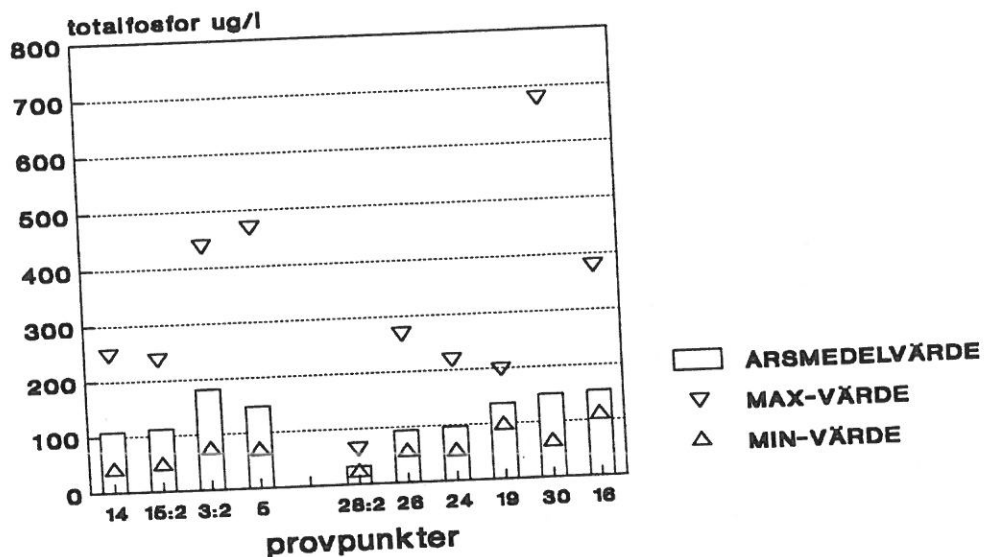 totalfosfor ug/l
800
700
600
500
400
300
200
100
0
14 15:2 3:2 5 28:2 26 24 19 30 16
provpunkter
ARSMEDELVÄRDE
MAX-VÄRDE
MIN-VÄRDE